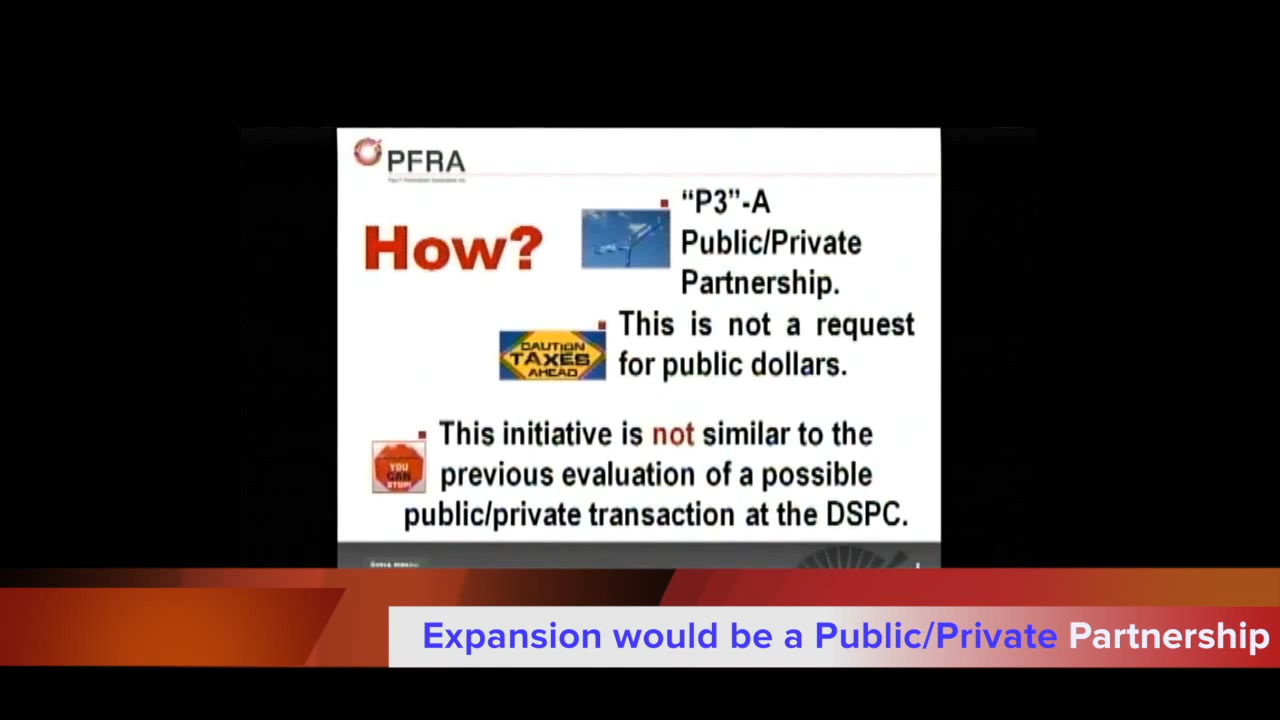 PFRA
How?
“P3”-A
Public/Private
Partnership.
CAUTION
TAXES
AHEAD
This is not a request
for public dollars.
YOU
CAN
STOP!
This initiative is not similar to the
previous evaluation of a possible
public/private transaction at the DSPC.
Expansion would be a Public/Private Partnership